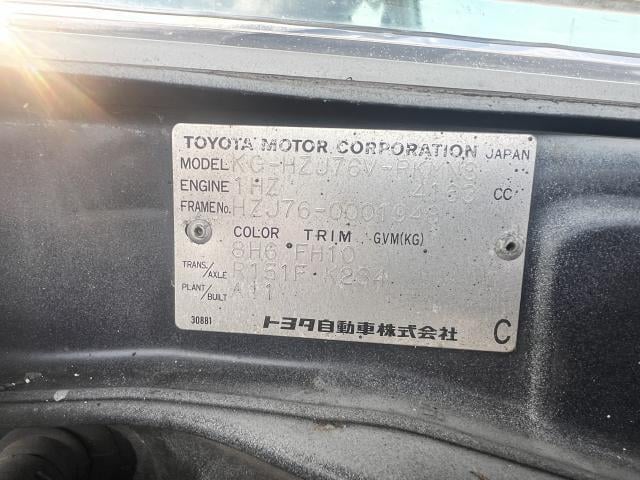 TOYOTA MOTOR CORPORATION JAPAN
MODEL KG-HZJ76V-RKMNS
ENGINE 1HZ 4163 CC
FRAME No. HZJ76-000194
COLOR TRIM GVM(KG)
8H6 FH10
TRANS./AXLE R151F K294
PLANT/BUILT A11
30881 トヨタ自動車株式会社 C